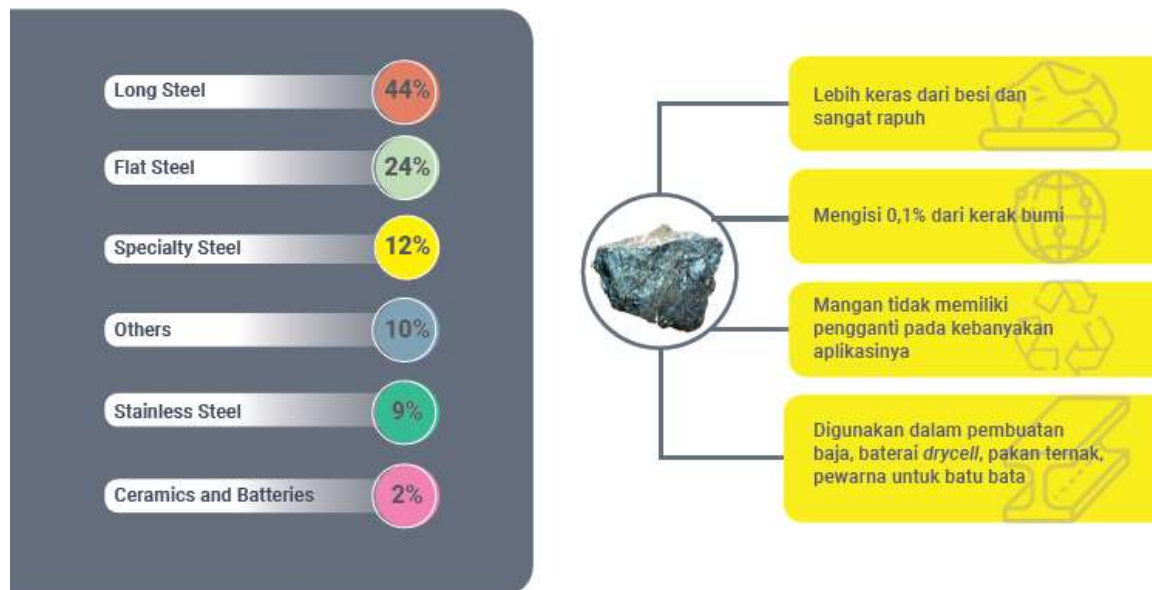 Long Steel 44%
Flat Steel 24%
Specialty Steel 12%
Others 10%
Stainless Steel 9%
Ceramics and Batteries 2%
Lebih keras dari besi dan
sangat rapuh
Mengisi 0,1% dari kerak bumi
Mangan tidak memiliki
pengganti pada kebanyakan
aplikasinya
Digunakan dalam pembuatan
baja, baterai drycell, pakan ternak,
pewarna untuk batu bata